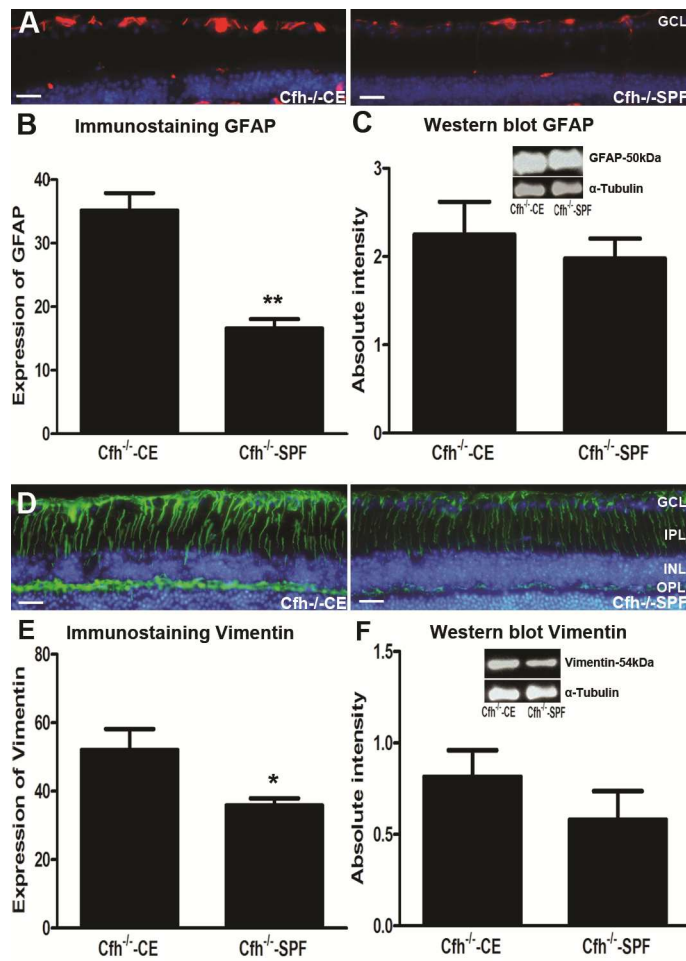 A
Cfh-/-CE
GCL
Cfh-/-SPF
B
Immunostaining GFAP
Expression of GFAP
40
30
20
10
0
**
Cfh-/--CE
Cfh-/--SPF
C
Western blot GFAP
Absolute intensity
3
2
1
0
GFAP-50kDa
α-Tubulin
Cfh-/--CE Cfh-/--SPF
Cfh-/--CE
Cfh-/--SPF
D
Cfh-/-CE
GCL
IPL
INL
OPL
Cfh-/-SPF
E
Immunostaining Vimentin
Expression of Vimentin
80
60
40
20
0
*
Cfh-/--CE
Cfh-/--SPF
F
Western blot Vimentin
Absolute intensity
1.5
1.0
0.5
0.0
Vimentin-54kDa
α-Tubulin
Cfh-/--CE Cfh-/--SPF
Cfh-/--CE
Cfh-/--SPF